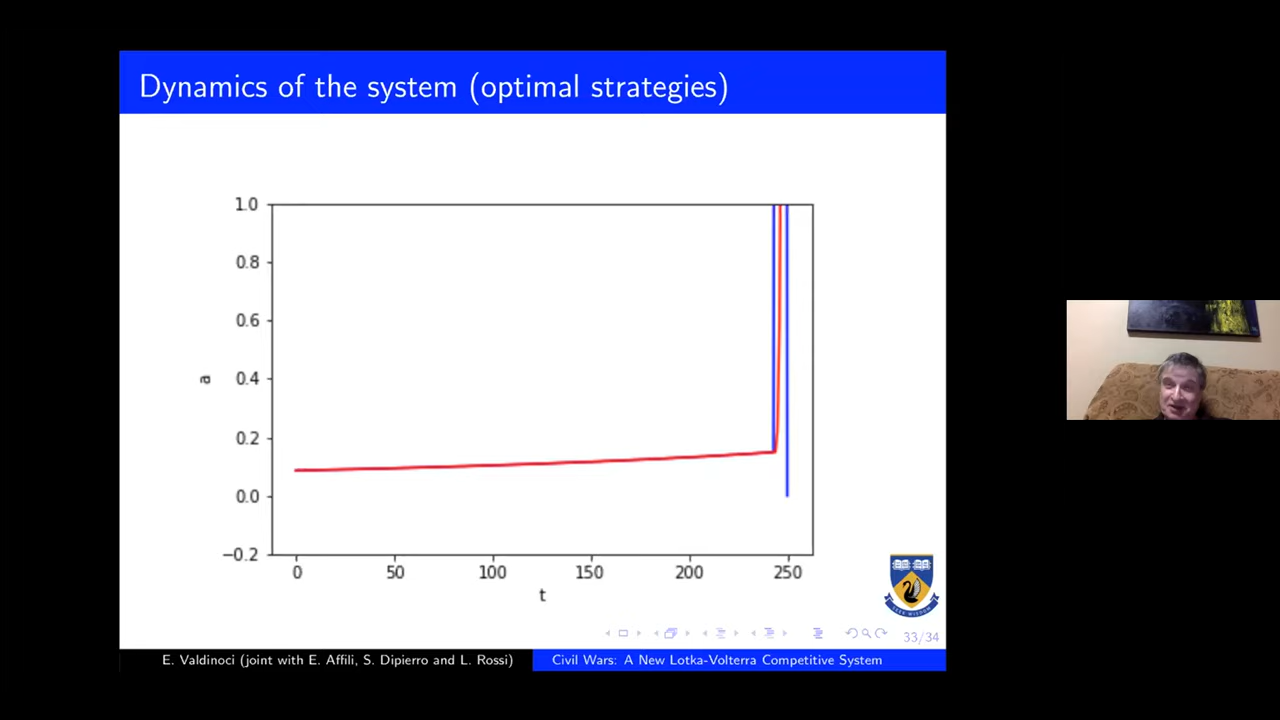 Dynamics of the system (optimal strategies)
1.0
0.8
0.6
0.4
0.2
0.0
−0.2
a
0 50 100 150 200 250
t
33/34
E. Valdinoci (joint with E. Affili, S. Dipierro and L. Rossi) Civil Wars: A New Lotka-Volterra Competitive System